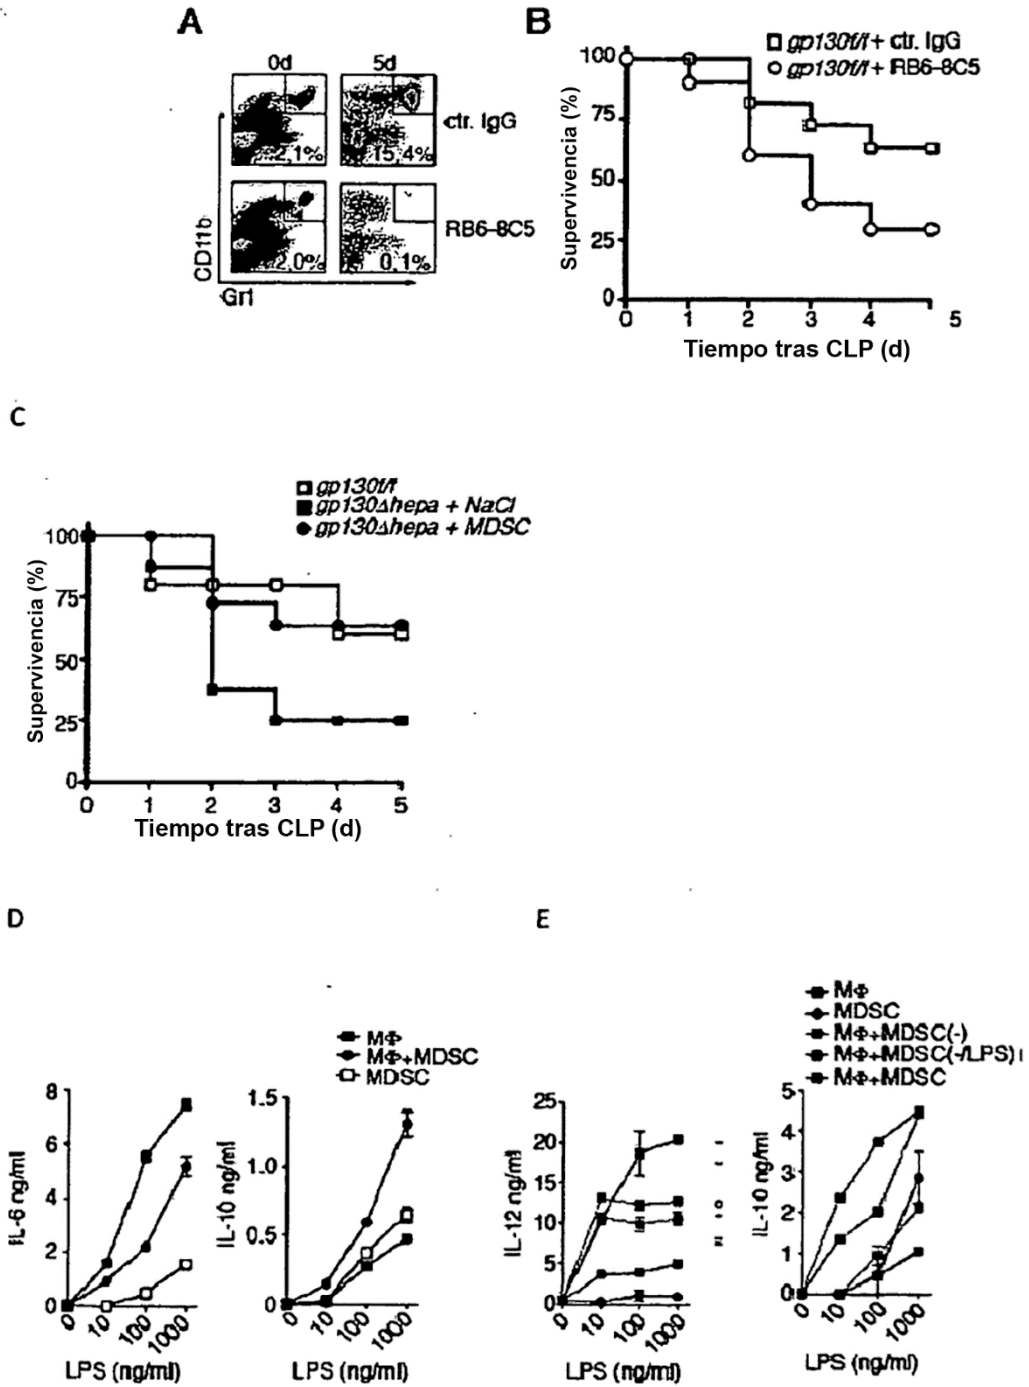 A
0d 5d
2,1% 15,4% ctr. IgG
2,0% 0,1% RB6-8C5
CD11b
Gr1
B
gp130f/f + ctr. IgG
gp130f/f + RB6-8C5
Supervivencia (%)
100
75
50
25
0
0 1 2 3 4 5
Tiempo tras CLP (d)
C
gp130f/f
gp130Δhepa + NaCl
gp130Δhepa + MDSC
Supervivencia (%)
100
75
50
25
0
0 1 2 3 4 5
Tiempo tras CLP (d)
D
MΦ
MΦ+MDSC
MDSC
IL-6 ng/ml
8
6
4
2
0
0 10 100 1000
LPS (ng/ml)
IL-10 ng/ml
1.5
1.0
0.5
0
0 10 100 1000
LPS (ng/ml)
E
MΦ
MDSC
MΦ+MDSC(-)
MΦ+MDSC(-/LPS)
MΦ+MDSC
IL-12 ng/ml
25
20
15
10
5
0
0 10 100 1000
LPS (ng/ml)
IL-10 ng/ml
5
4
3
2
1
0
0 10 100 1000
LPS (ng/ml)